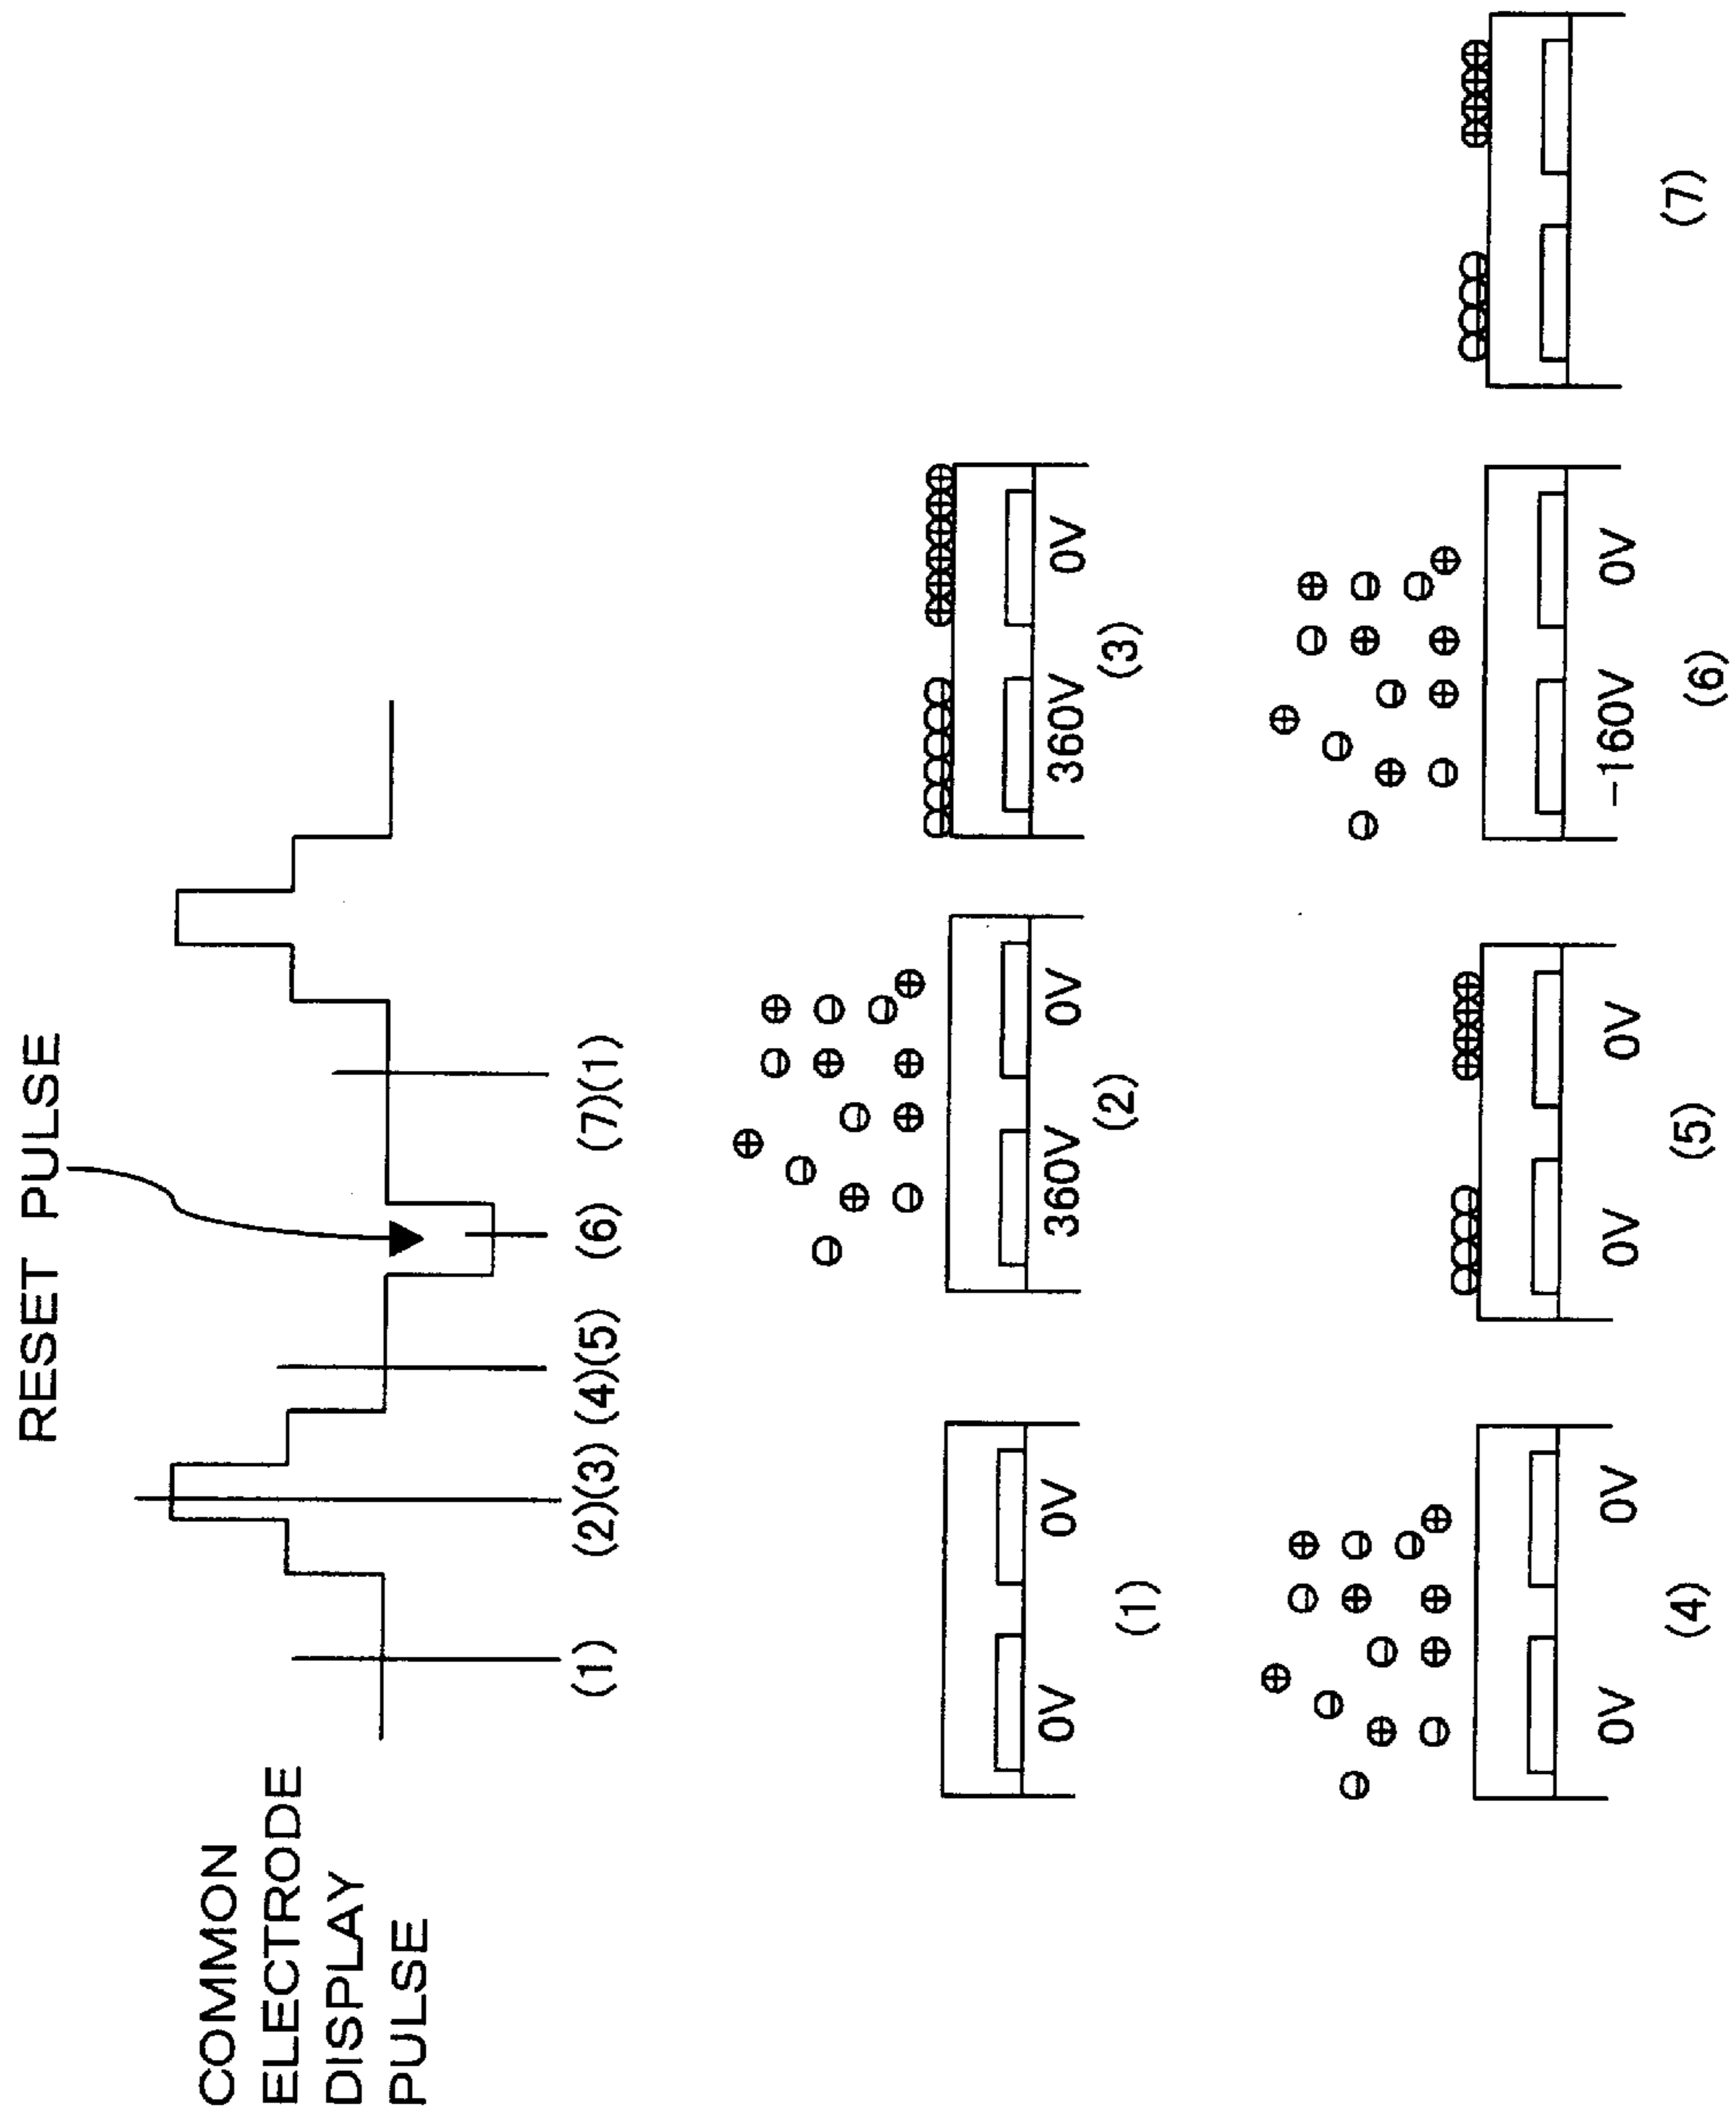 RESET PULSE
COMMON
ELECTRODE
DISPLAY
PULSE
(1) (2)(3) (4)(5) (6) (7)(1)
0V 0V
(1)
360V 0V
(2)
360V 0V
(3)
0V 0V
(4)
0V 0V
(5)
-160V 0V
(6)
(7)